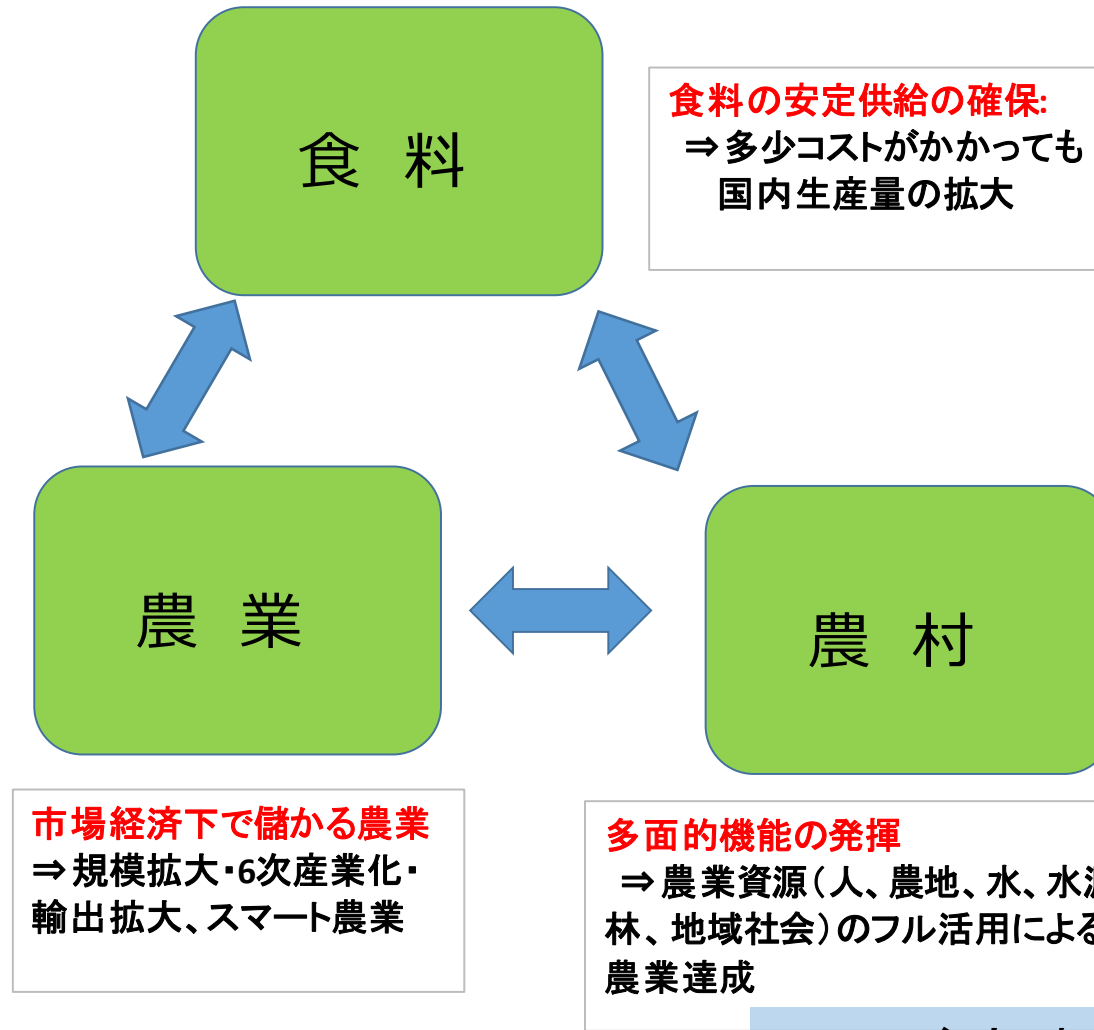 食 料
食料の安定供給の確保:
⇒多少コストがかかっても
国内生産量の拡大
農 業
農 村
市場経済下で儲かる農業
⇒規模拡大・6次産業化・
輸出拡大、スマート農業
多面的機能の発揮
⇒農業資源（人、農地、水、水源
林、地域社会）のフル活用による
農業達成